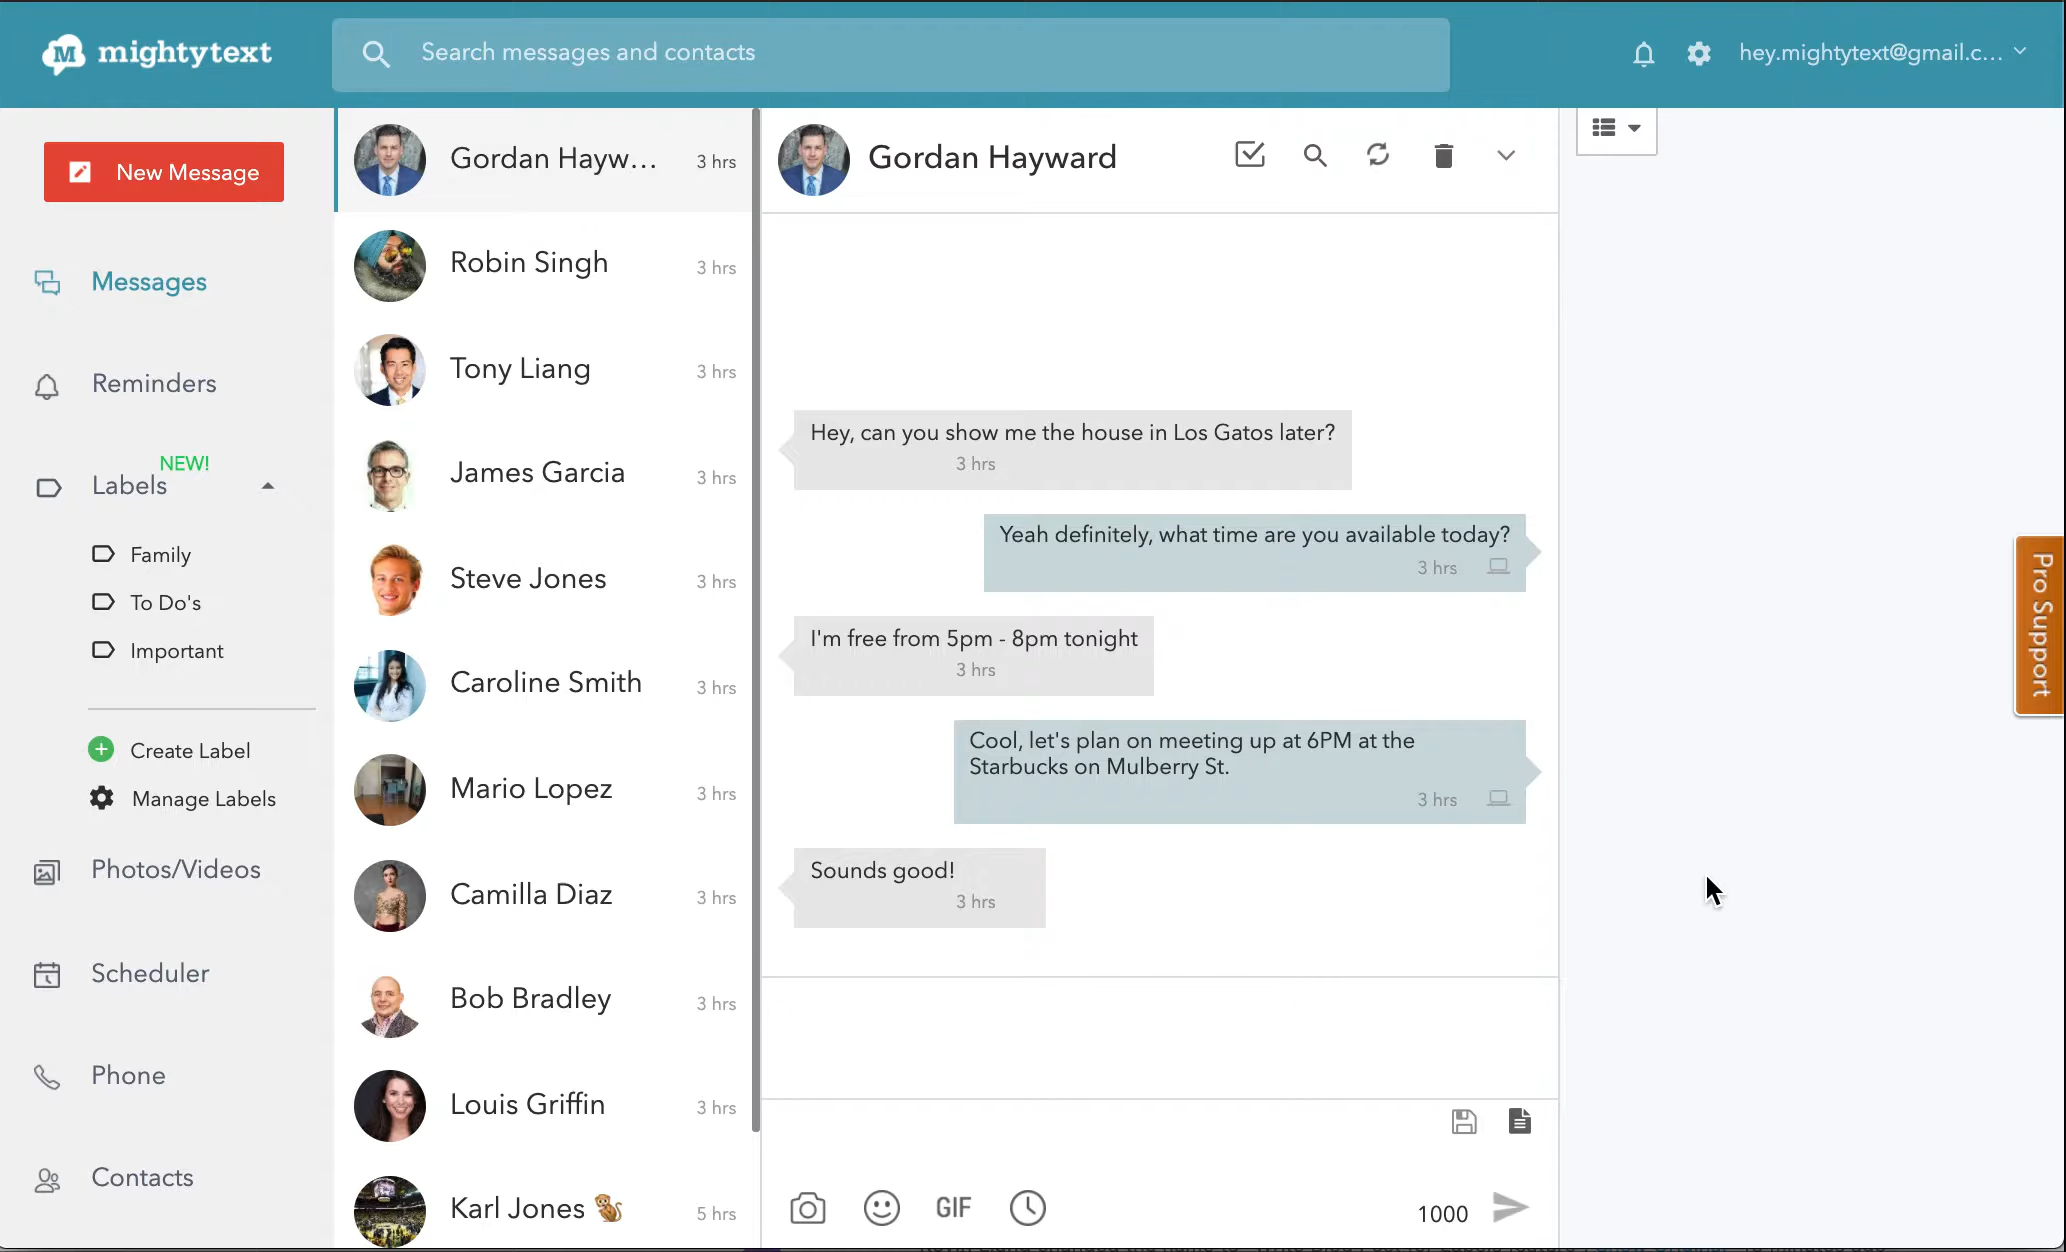 mightytext
Search messages and contacts
hey.mightytext@gmail.c...
New Message
Messages
Reminders
NEW!
Labels
Family
To Do's
Important
Create Label
Manage Labels
Photos/Videos
Scheduler
Phone
Contacts
Gordan Hayw... 3 hrs
Robin Singh 3 hrs
Tony Liang 3 hrs
James Garcia 3 hrs
Steve Jones 3 hrs
Caroline Smith 3 hrs
Mario Lopez 3 hrs
Camilla Diaz 3 hrs
Bob Bradley 3 hrs
Louis Griffin 3 hrs
Karl Jones 🐒 5 hrs
Gordan Hayward
Hey, can you show me the house in Los Gatos later?
3 hrs
Yeah definitely, what time are you available today?
3 hrs
I'm free from 5pm - 8pm tonight
3 hrs
Cool, let's plan on meeting up at 6PM at the
Starbucks on Mulberry St.
3 hrs
Sounds good!
3 hrs
GIF
1000
Pro Support